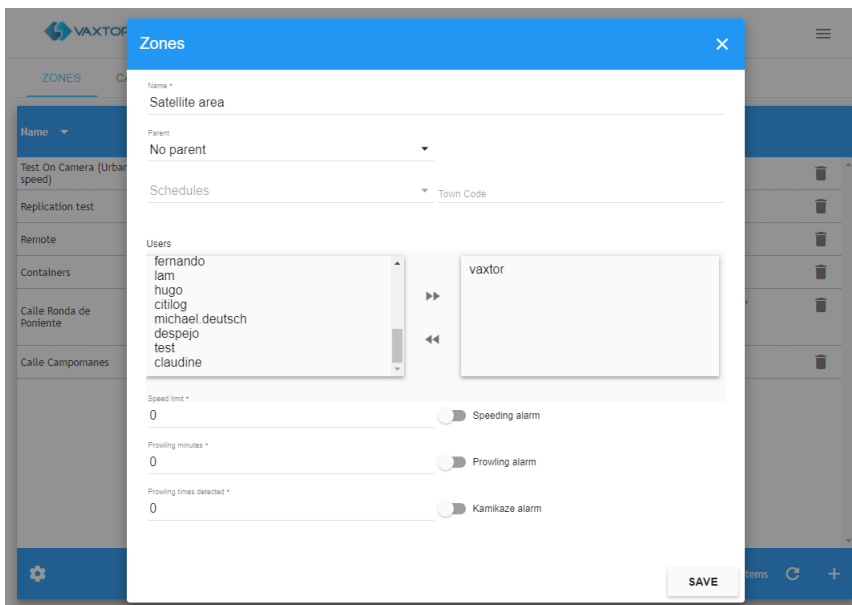 VAXTOR
Zones
ZONES
Name
Test On Camera (Urban
speed)
Replication test
Remote
Containers
Calle Ronda de
Poniente
Calle Campomanes
Name *
Satellite area
Parent
No parent
Schedules
Town Code
Users
fernando
lam
hugo
citilog
michael.deutsch
despejo
test
claudine
vaxtor
Speed limit *
0
Speeding alarm
Prowling minutes *
0
Prowling alarm
Prowling times detected *
0
Kamikaze alarm
SAVE